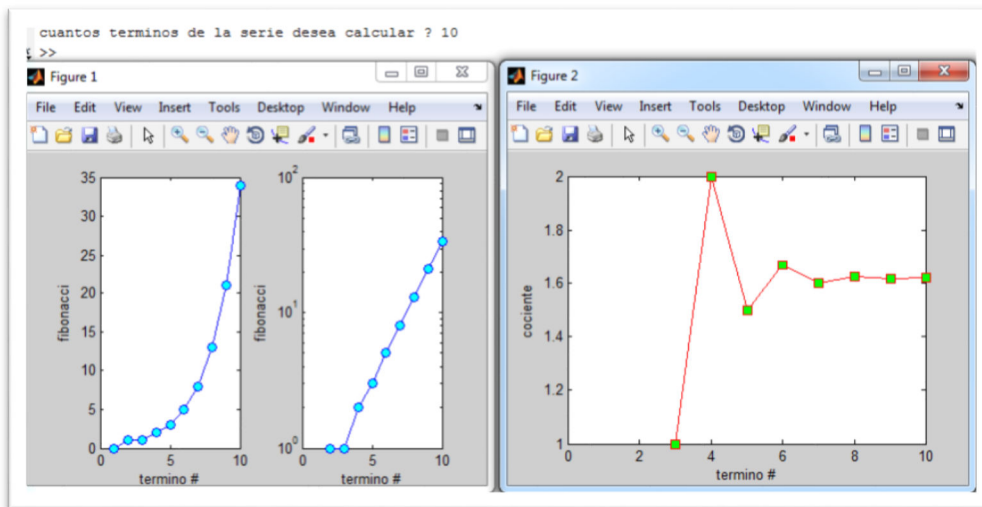 cuantos terminos de la serie desea calcular ? 10
>>
Figure 1
File Edit View Insert Tools Desktop Window Help
35
30
25
20
15
10
5
0
fibonacci
0 5 10
termino #
10^2
10^1
10^0
fibonacci
0 5 10
termino #
Figure 2
File Edit View Insert Tools Desktop Window Help
2
1.8
1.6
1.4
1.2
1
cociente
0 2 4 6 8 10
termino #